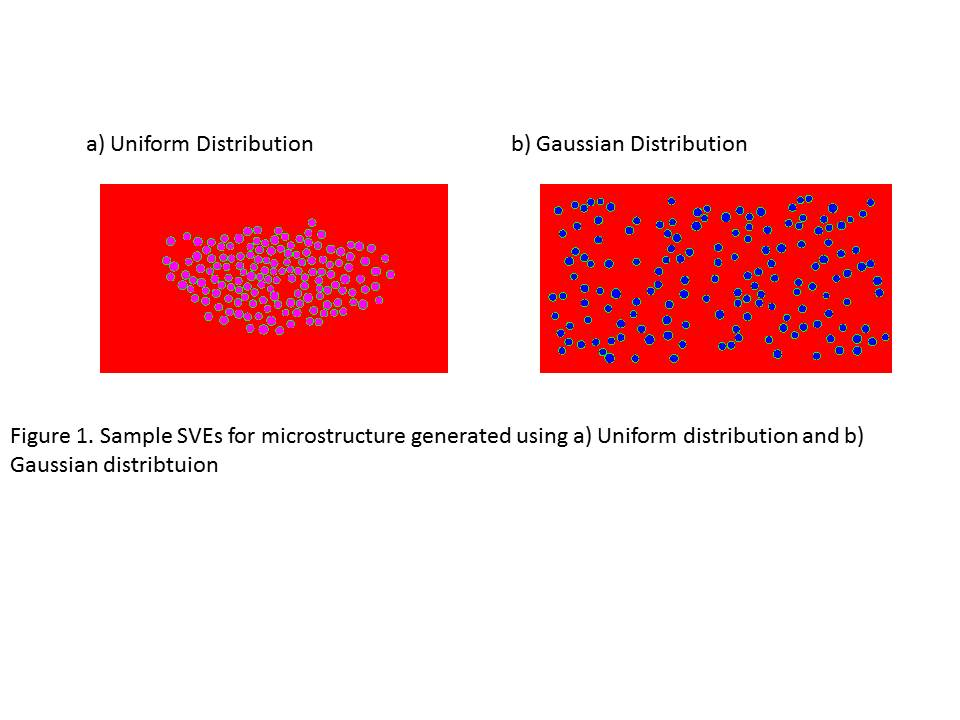 a) Uniform Distribution
b) Gaussian Distribution
Figure 1. Sample SVEs for microstructure generated using a) Uniform distribution and b)
Gaussian distribtuion